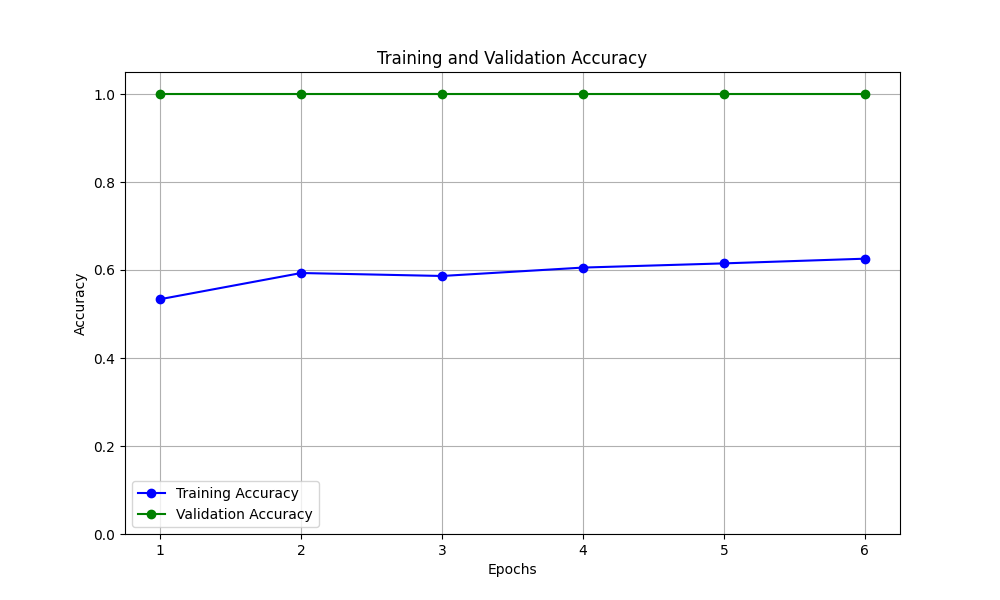 Training and Validation Accuracy
1.0
0.8
0.6
0.4
0.2
0.0
Accuracy
Training Accuracy
Validation Accuracy
1 2 3 4 5 6
Epochs